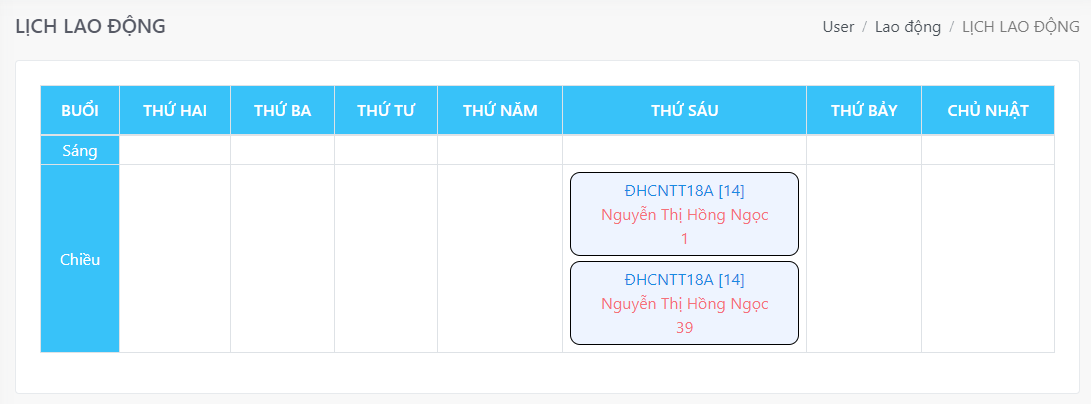 LỊCH LAO ĐỘNG
User / Lao động / LỊCH LAO ĐỘNG
BUỔI THỨ HAI THỨ BA THỨ TƯ THỨ NĂM THỨ SÁU THỨ BẢY CHỦ NHẬT
Sáng
Chiều
ĐHCNTT18A [14]
Nguyễn Thị Hồng Ngọc
1
ĐHCNTT18A [14]
Nguyễn Thị Hồng Ngọc
39